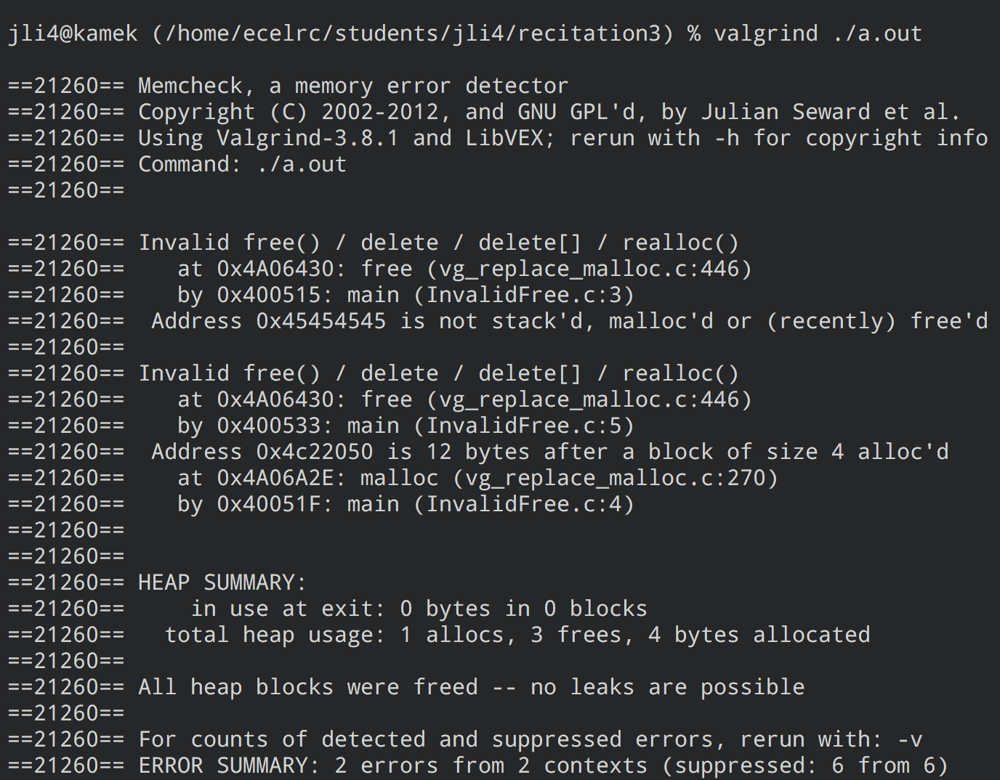 jli4@kamek (/home/ecelrc/students/jli4/recitation3) % valgrind ./a.out
==21260== Memcheck, a memory error detector
==21260== Copyright (C) 2002-2012, and GNU GPL'd, by Julian Seward et al.
==21260== Using Valgrind-3.8.1 and LibVEX; rerun with -h for copyright info
==21260== Command: ./a.out
==21260==
==21260== Invalid free() / delete / delete[] / realloc()
==21260==    at 0x4A06430: free (vg_replace_malloc.c:446)
==21260==    by 0x400515: main (InvalidFree.c:3)
==21260==  Address 0x45454545 is not stack'd, malloc'd or (recently) free'd
==21260==
==21260== Invalid free() / delete / delete[] / realloc()
==21260==    at 0x4A06430: free (vg_replace_malloc.c:446)
==21260==    by 0x400533: main (InvalidFree.c:5)
==21260==  Address 0x4c22050 is 12 bytes after a block of size 4 alloc'd
==21260==    at 0x4A06A2E: malloc (vg_replace_malloc.c:270)
==21260==    by 0x40051F: main (InvalidFree.c:4)
==21260==
==21260==
==21260== HEAP SUMMARY:
==21260==     in use at exit: 0 bytes in 0 blocks
==21260==   total heap usage: 1 allocs, 3 frees, 4 bytes allocated
==21260==
==21260== All heap blocks were freed -- no leaks are possible
==21260==
==21260== For counts of detected and suppressed errors, rerun with: -v
==21260== ERROR SUMMARY: 2 errors from 2 contexts (suppressed: 6 from 6)